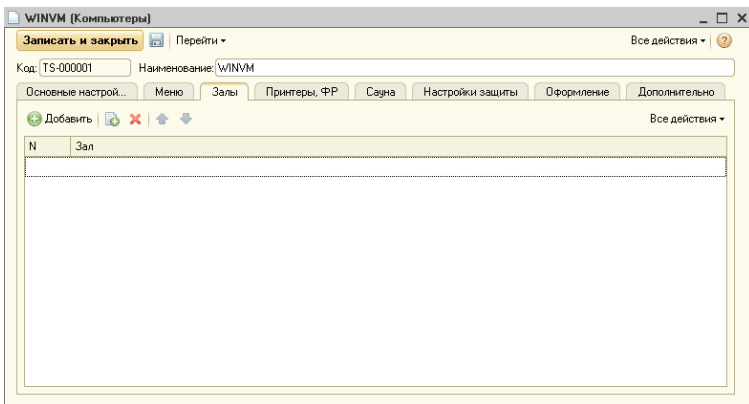 WINVM (Компьютеры)
Записать и закрыть Перейти Все действия
Код: TS-000001 Наименование: WINVM
Основные настрой... Меню Залы Принтеры, ФР Сауна Настройки защиты Оформление Дополнительно
Добавить Все действия
N Зал